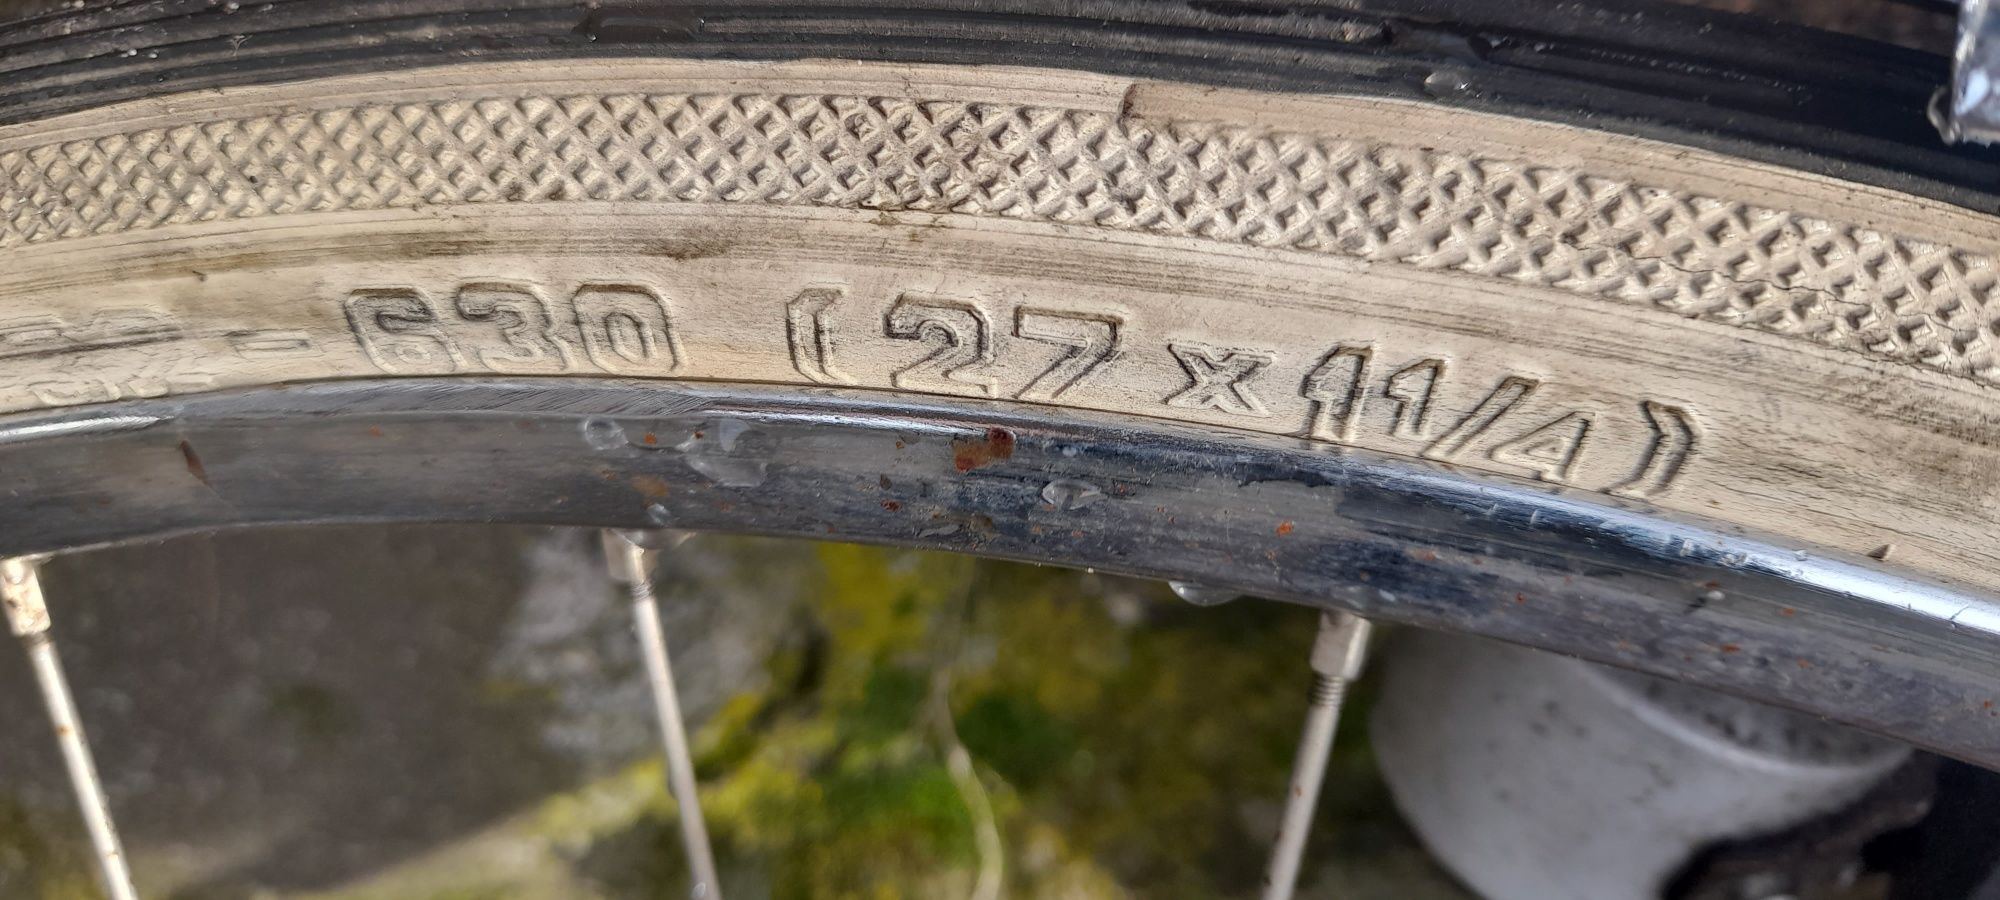 - 630 (27 x 1 1/4)